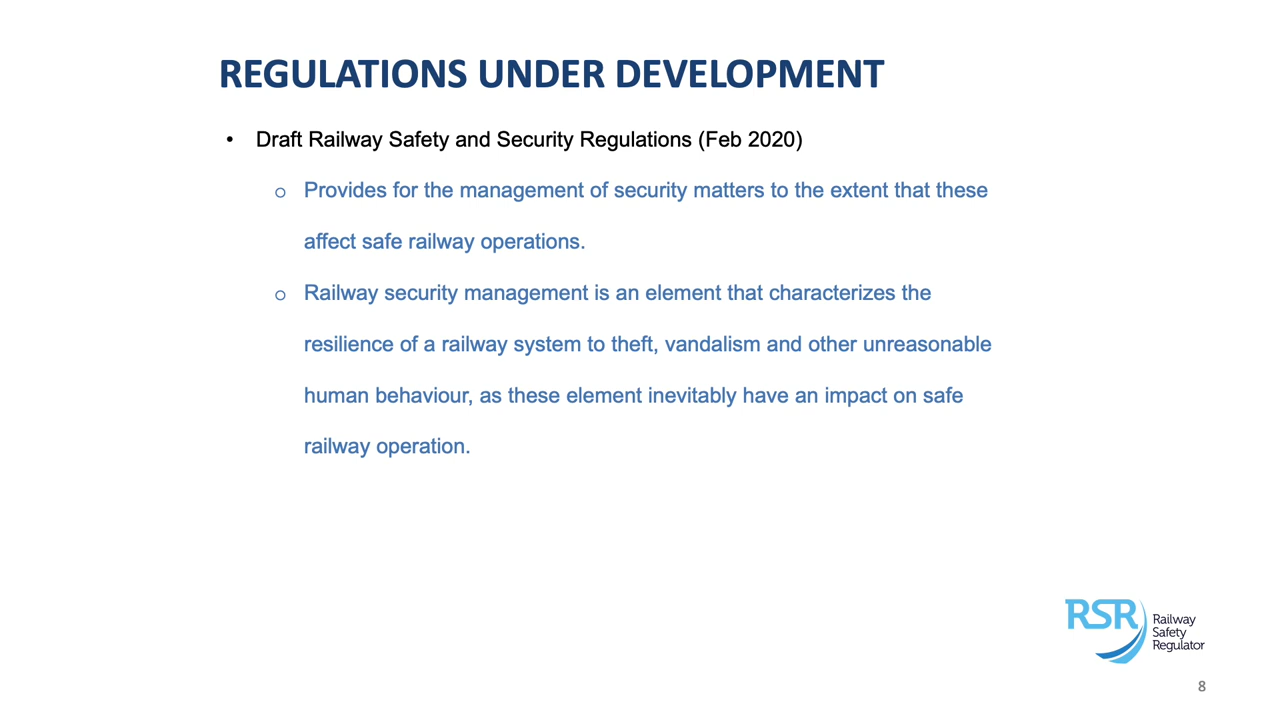 REGULATIONS UNDER DEVELOPMENT
• Draft Railway Safety and Security Regulations (Feb 2020)
o Provides for the management of security matters to the extent that these
affect safe railway operations.
o Railway security management is an element that characterizes the
resilience of a railway system to theft, vandalism and other unreasonable
human behaviour, as these element inevitably have an impact on safe
railway operation.
RSR
Railway
Safety
Regulator
8